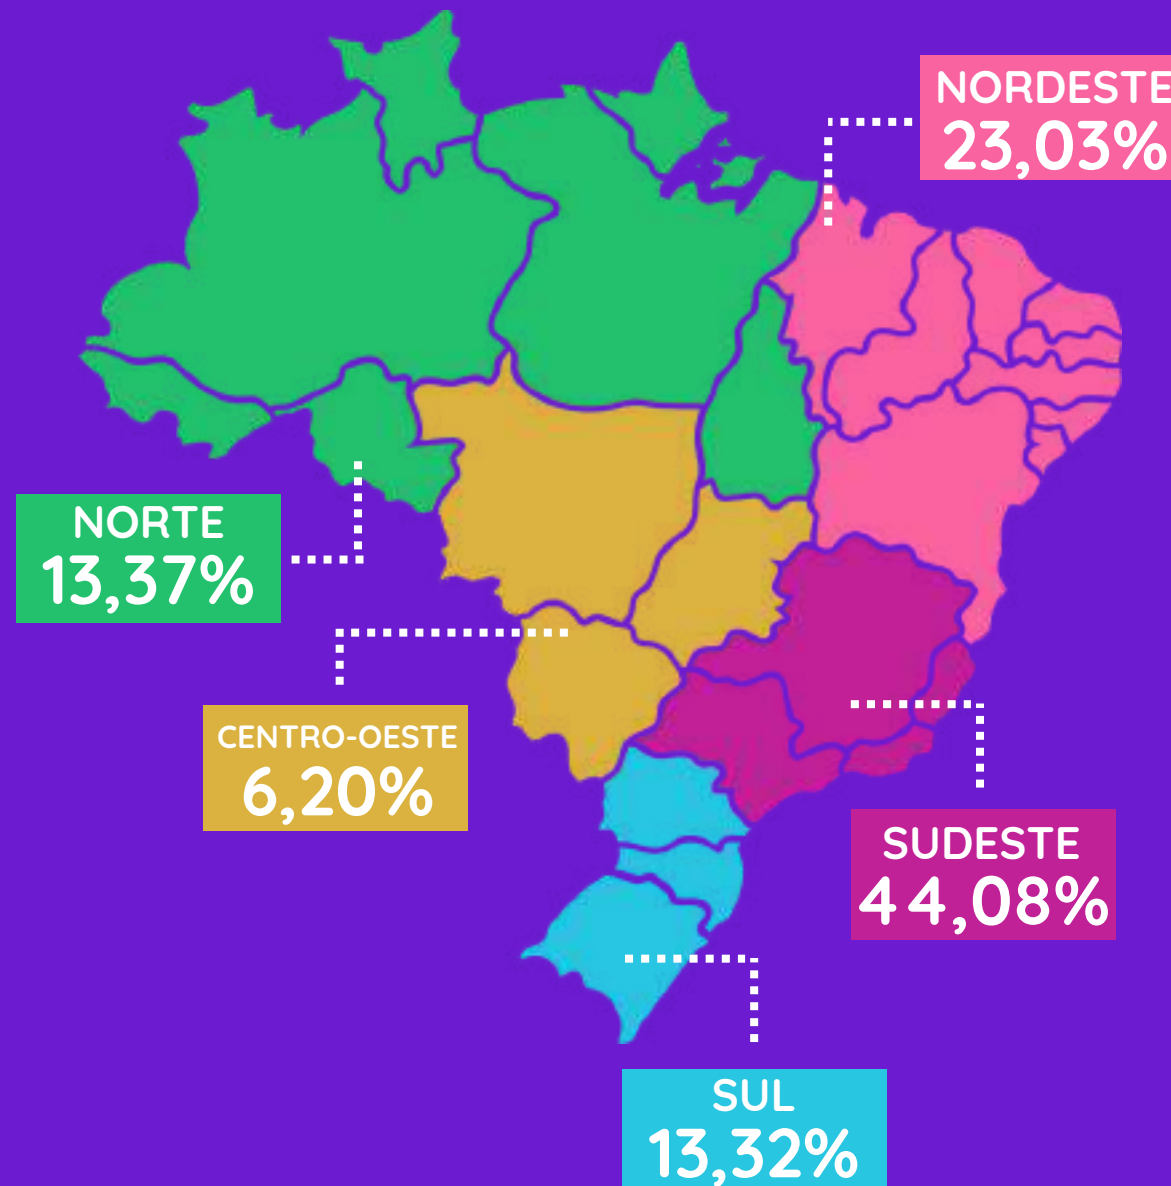 NORDESTE
23,03%
NORTE
13,37%
CENTRO-OESTE
6,20%
SUDESTE
44,08%
SUL
13,32%